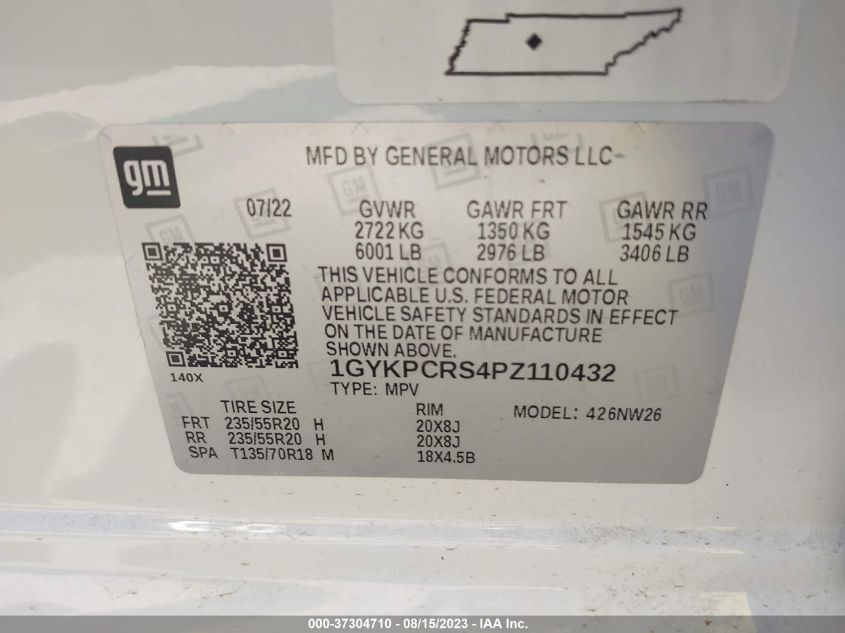 gm
MFD BY GENERAL MOTORS LLC
07/22 GVWR GAWR FRT GAWR RR
2722 KG 1350 KG 1545 KG
6001 LB 2976 LB 3406 LB
THIS VEHICLE CONFORMS TO ALL
APPLICABLE U.S. FEDERAL MOTOR
VEHICLE SAFETY STANDARDS IN EFFECT
ON THE DATE OF MANUFACTURE
SHOWN ABOVE.
140X
1GYKPCRS4PZ110432
TYPE: MPV
TIRE SIZE RIM MODEL: 426NW26
FRT 235/55R20 H 20X8J
RR 235/55R20 H 20X8J
SPA T135/70R18 M 18X4.5B
000-37304710 - 08/15/2023 - IAA Inc.